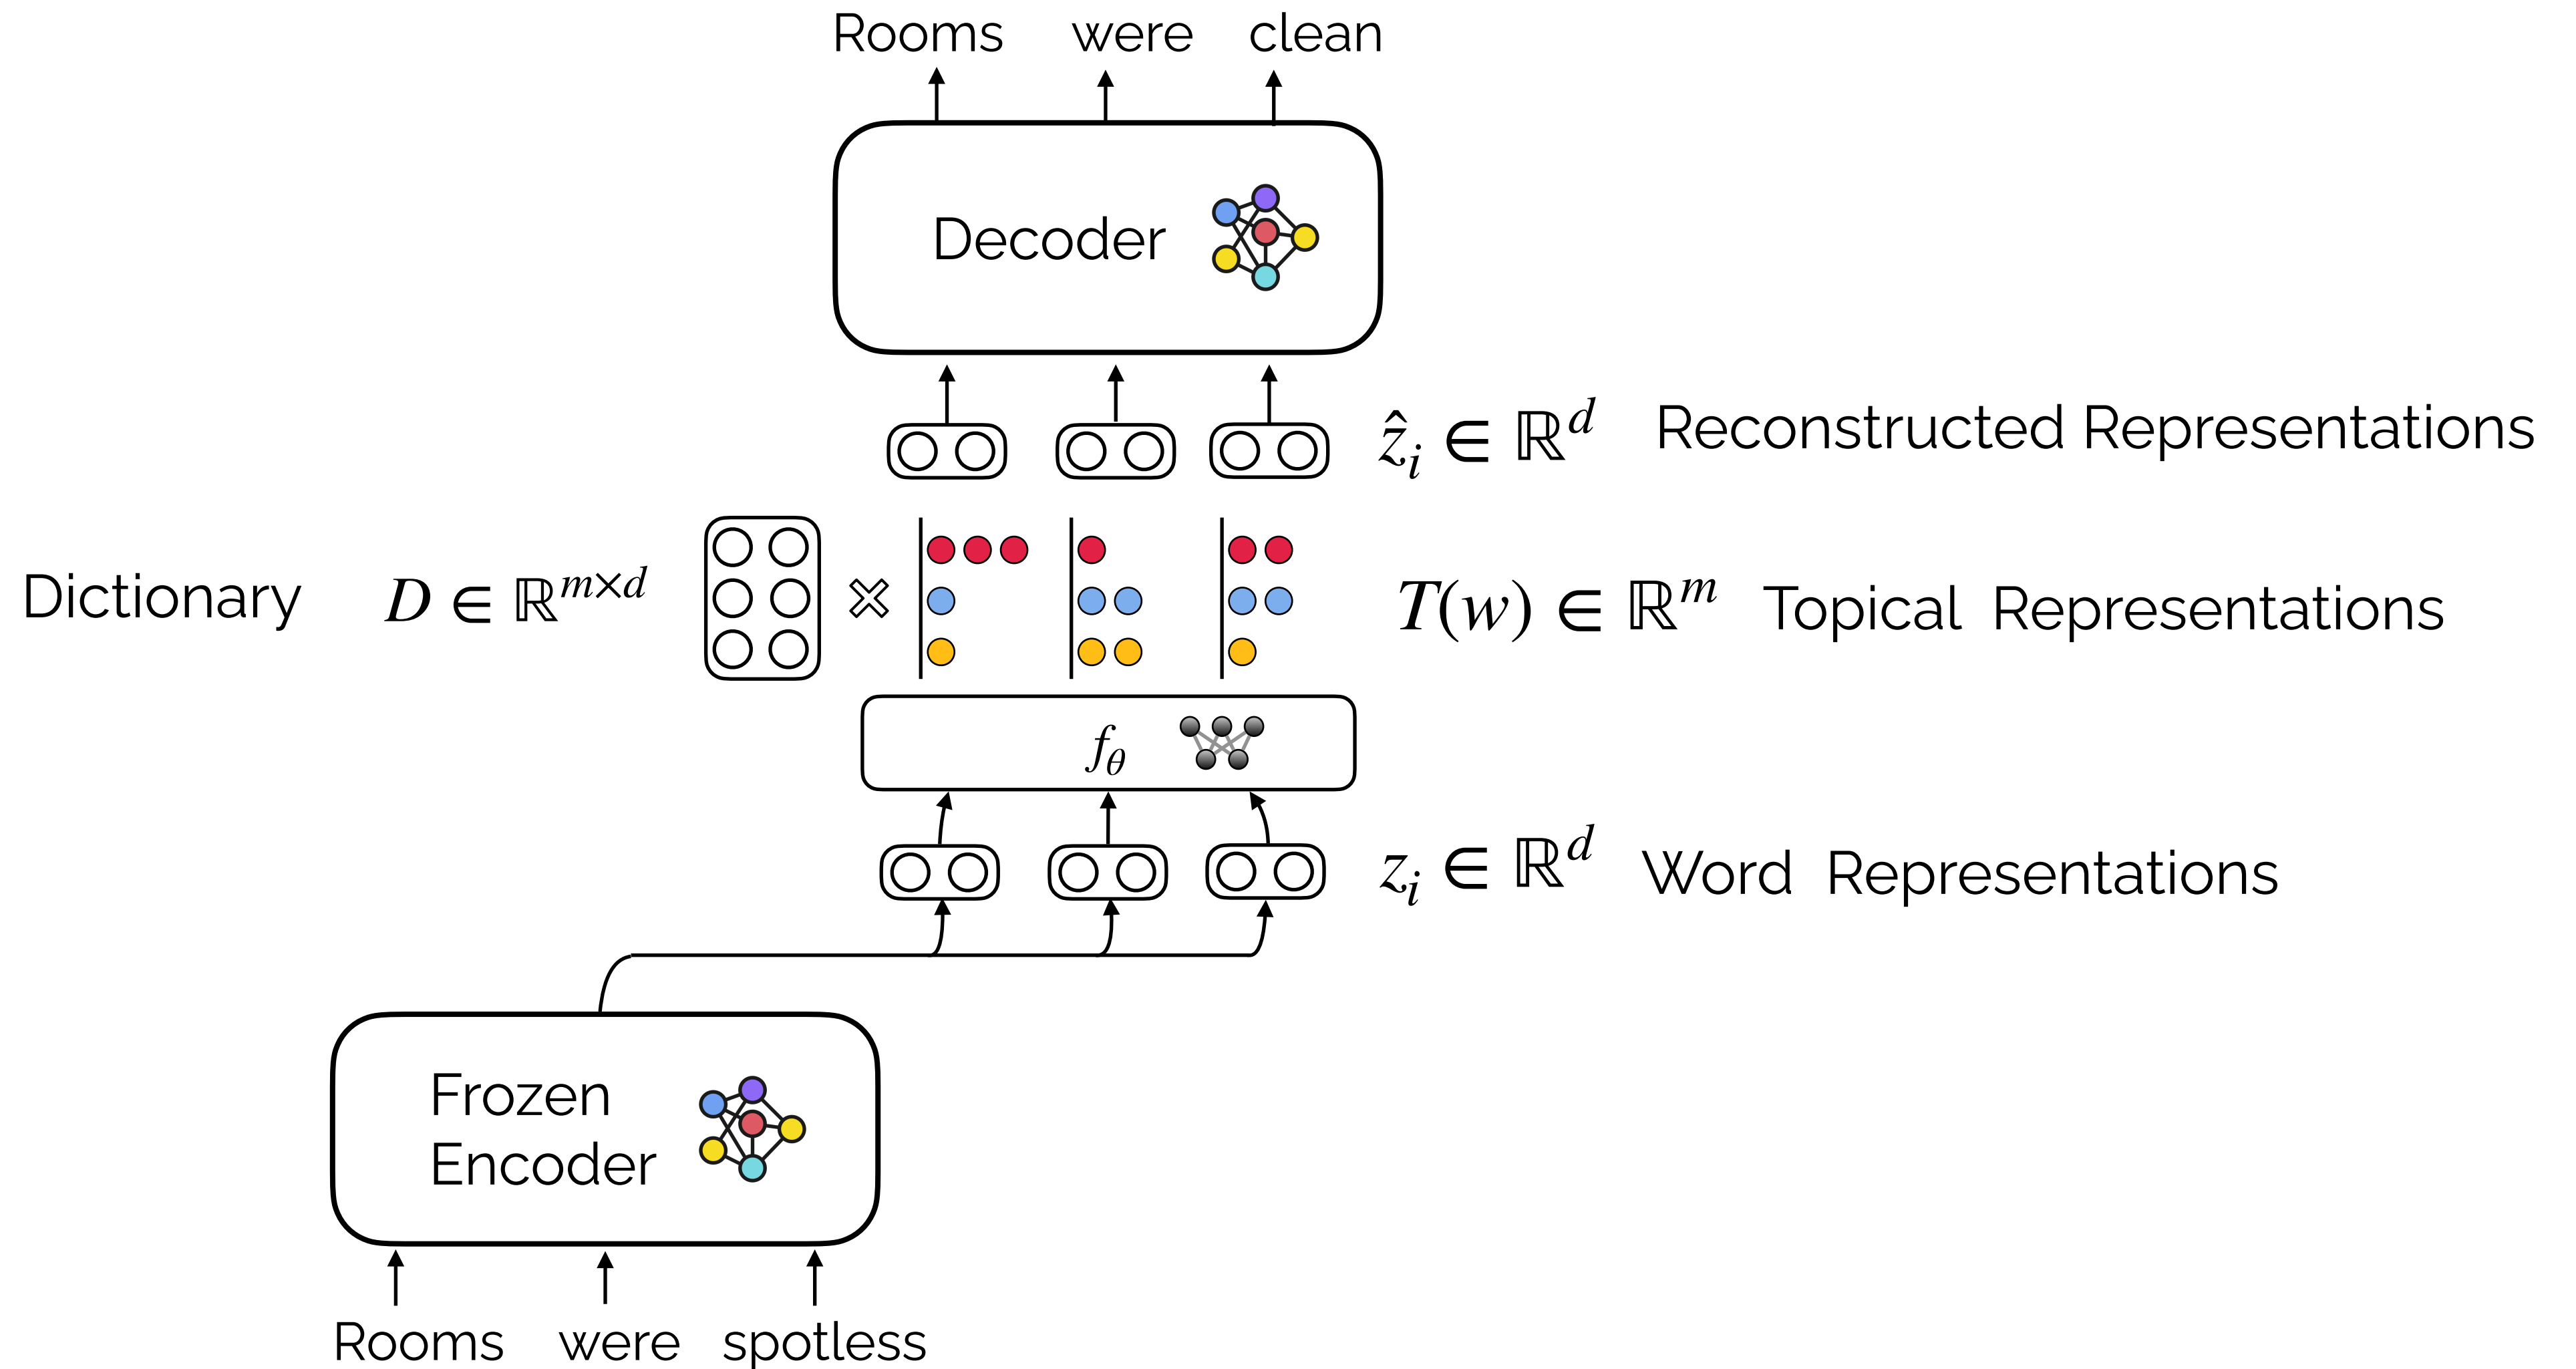 Rooms were clean
Decoder
ẑᵢ ∈ ℝᵈ Reconstructed Representations
Dictionary D ∈ ℝᵐˣᵈ × T(w) ∈ ℝᵐ Topical Representations
f_θ
zᵢ ∈ ℝᵈ Word Representations
Frozen
Encoder
Rooms were spotless